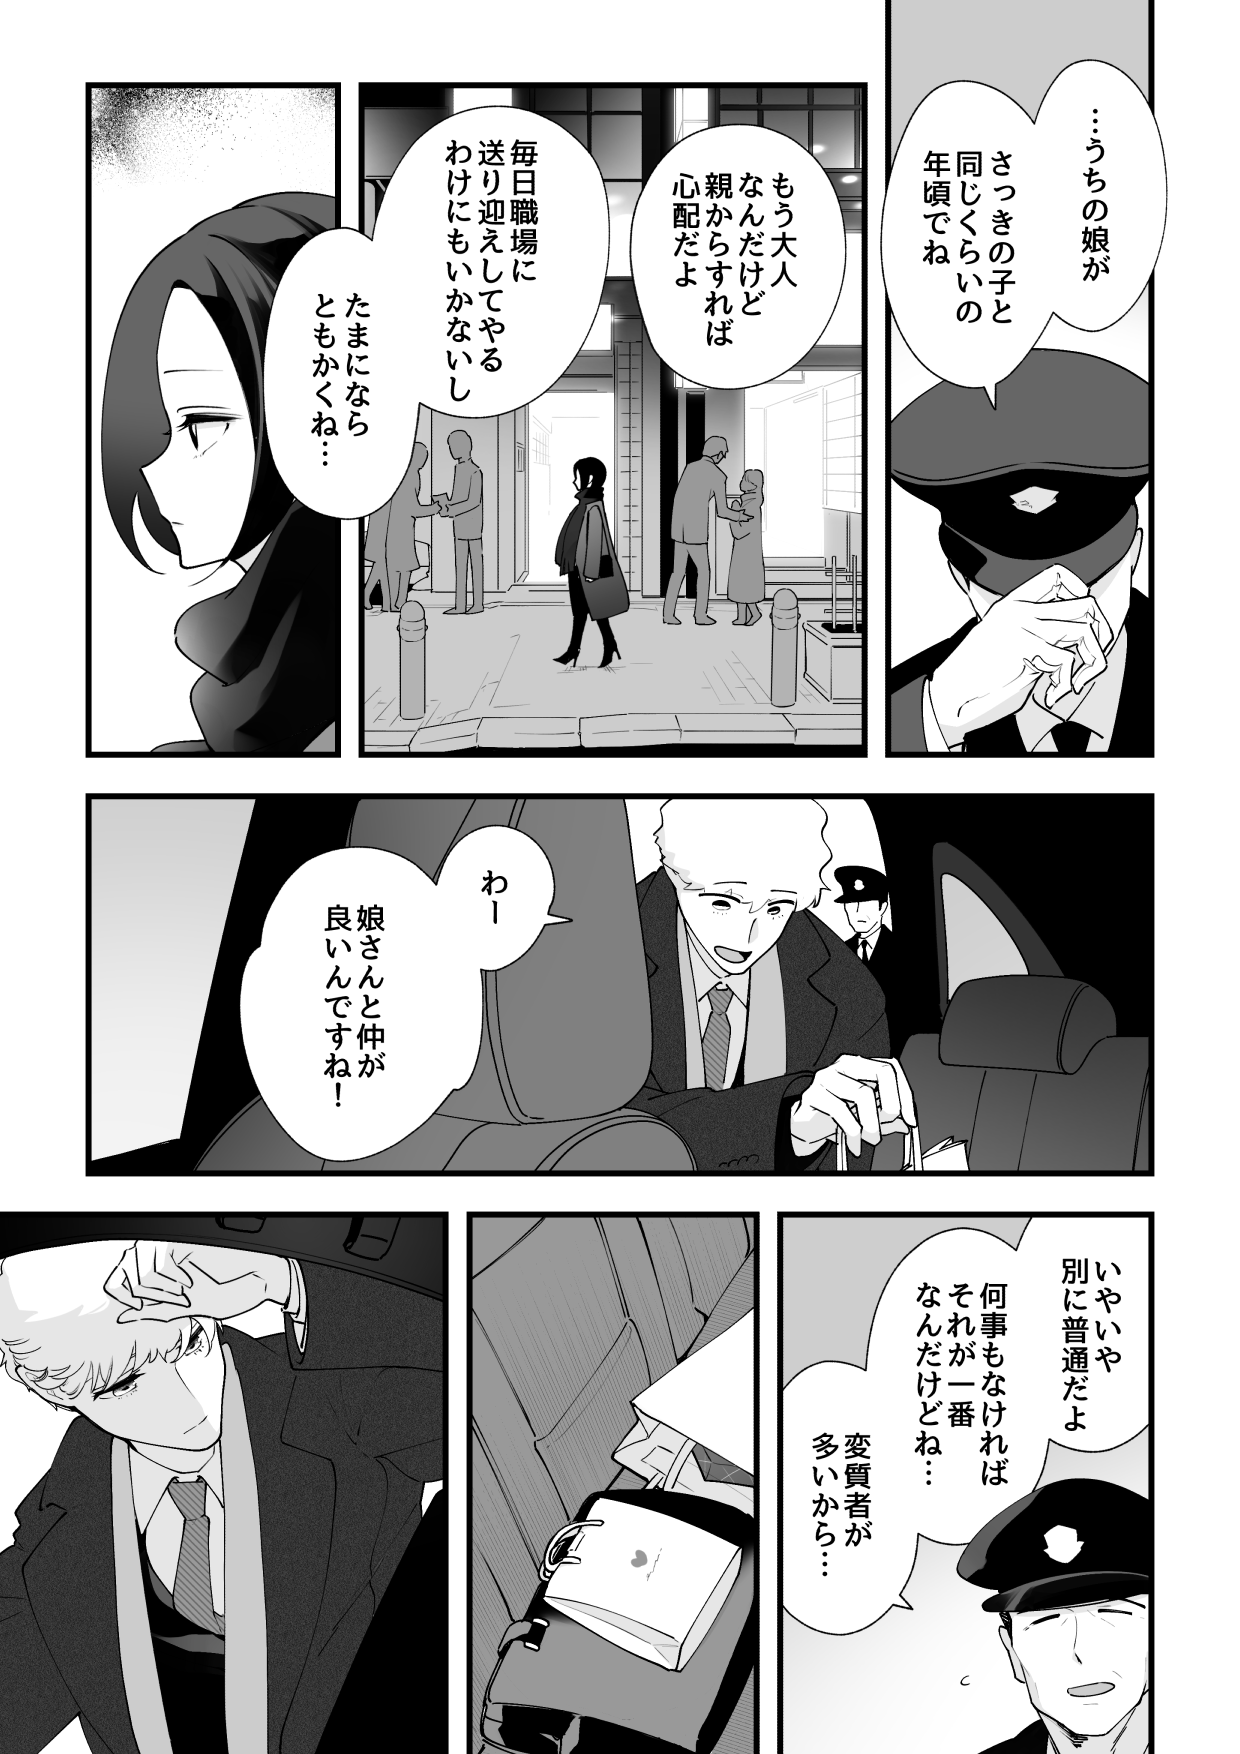 …うちの娘が
さっきの子と
同じくらいの
年頃でね
もう大人
なんだけど
親からすれば
心配だよ
毎日職場に
送り迎えしてやる
わけにもいかないし
たまになら
ともかくね…
わー
娘さんと仲が
良いんですね！
いやいや
別に普通だよ
何事もなければ
それが一番
なんだけどね…
変質者が
多いから…